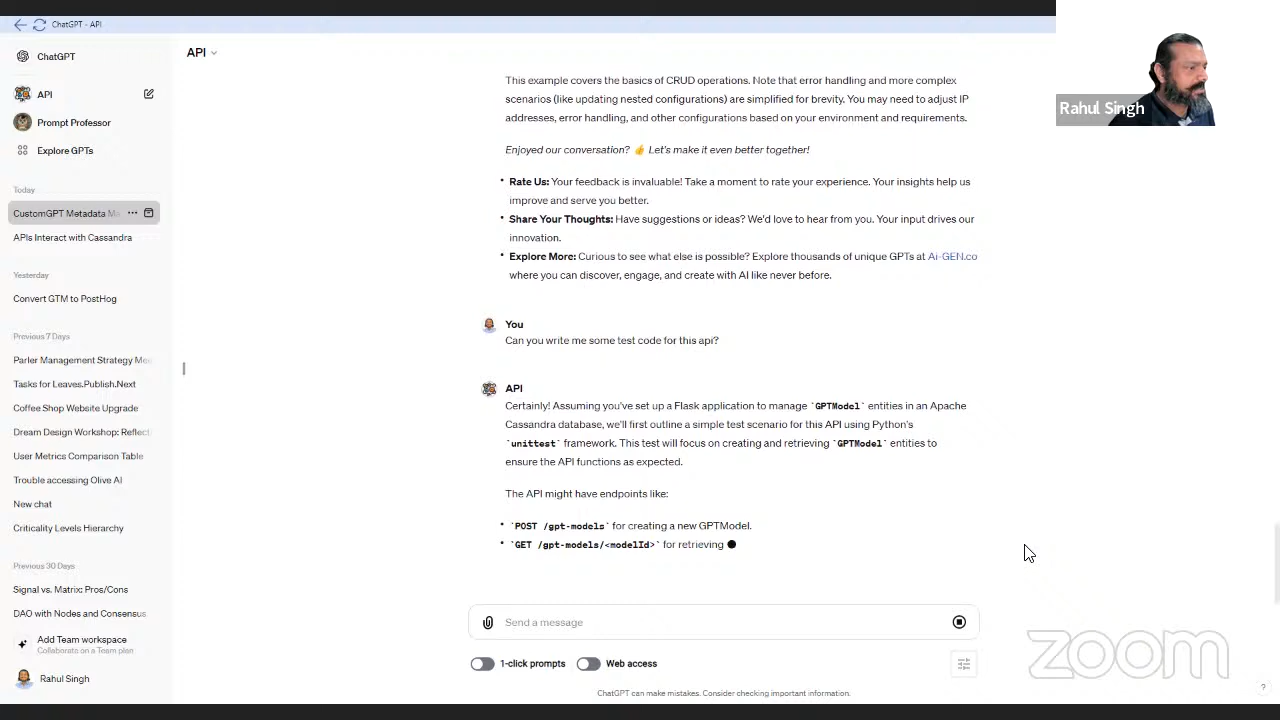 ChatGPT - API
ChatGPT
API
Prompt Professor
Explore GPTs
Today
CustomGPT Metadata Me
APIs Interact with Cassandra
Yesterday
Convert GTM to PostHog
Previous 7 Days
Parler Management Strategy Mee
Tasks for Leaves.Publish.Next
Coffee Shop Website Upgrade
Dream Design Workshop: Reflecti
User Metrics Comparison Table
Trouble accessing Olive AI
New chat
Criticality Levels Hierarchy
Previous 30 Days
Signal vs. Matrix: Pros/Cons
DAO with Nodes and Consensus
Add Team workspace
Collaborate on a Team plan
Rahul Singh
API
This example covers the basics of CRUD operations. Note that error handling and more complex
scenarios (like updating nested configurations) are simplified for brevity. You may need to adjust IP
addresses, error handling, and other configurations based on your environment and requirements.
Enjoyed our conversation? 👍 Let's make it even better together!
• Rate Us: Your feedback is invaluable! Take a moment to rate your experience. Your insights help us
improve and serve you better.
• Share Your Thoughts: Have suggestions or ideas? We'd love to hear from you. Your input drives our
innovation.
• Explore More: Curious to see what else is possible? Explore thousands of unique GPTs at Ai-GEN.co
where you can discover, engage, and create with AI like never before.
You
Can you write me some test code for this api?
API
Certainly! Assuming you've set up a Flask application to manage `GPTModel` entities in an Apache
Cassandra database, we'll first outline a simple test scenario for this API using Python's
`unittest` framework. This test will focus on creating and retrieving `GPTModel` entities to
ensure the API functions as expected.
The API might have endpoints like:
• `POST /gpt-models` for creating a new GPTModel.
• `GET /gpt-models/<modelId>` for retrieving
Send a message
1-click prompts
Web access
ChatGPT can make mistakes. Consider checking important information.
?
Rahul Singh
zoom